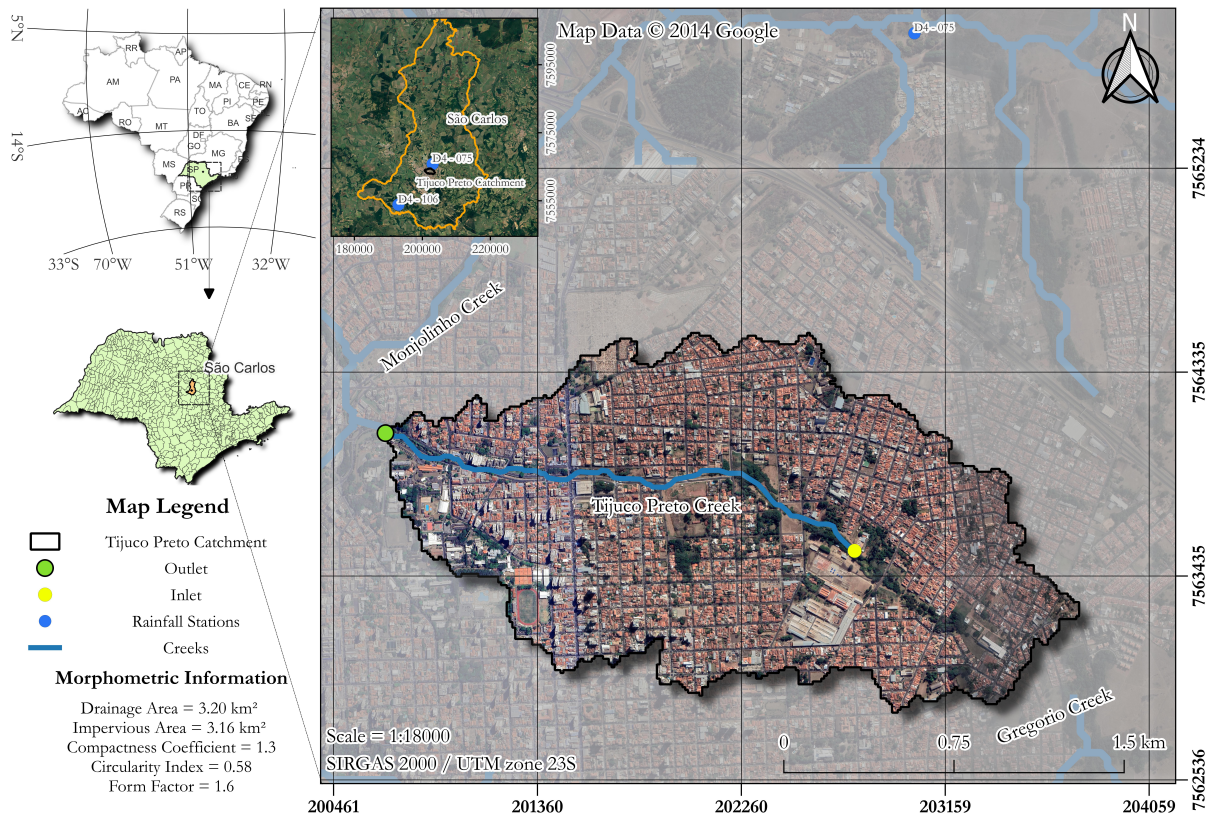 5°N
14°S
RR
AP
AM
PA
MA
CE
RN
PI
PE
AC
TO
SE
RO
BA
MT
DF
GO
MG
MS
SP
PR
SC
RS
33°S 70°W 51°W 32°W
São Carlos
Map Legend
Tijuco Preto Catchment
Outlet
Inlet
Rainfall Stations
Creeks
Morphometric Information
Drainage Area = 3.20 km²
Impervious Area = 3.16 km²
Compactness Coefficient = 1.3
Circularity Index = 0.58
Form Factor = 1.6
Map Data © 2014 Google
D4 - 075
N
São Carlos
D4 - 075
Tijuco Preto Catchment
D4 - 106
7595000
7575000
7555000
180000 200000 220000
Monjolinho Creek
Tijuco Preto Creek
Gregorio Creek
Scale = 1:18000
SIRGAS 2000 / UTM zone 23S
0 0.75 1.5 km
7565234
7564335
7563435
7562536
200461 201360 202260 203159 204059